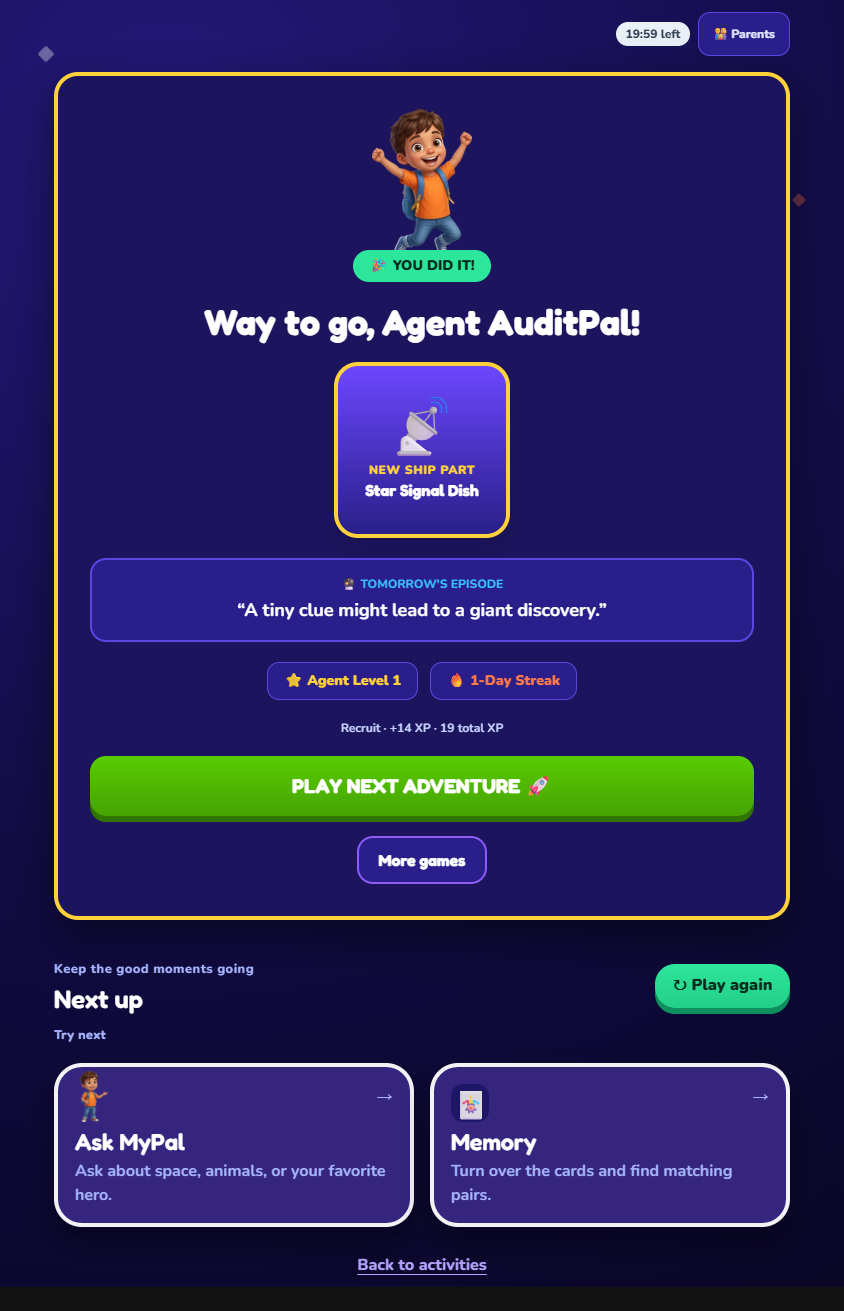 19:59 left
Parents
YOU DID IT!
Way to go, Agent AuditPal!
NEW SHIP PART
Star Signal Dish
TOMORROW'S EPISODE
“A tiny clue might lead to a giant discovery.”
Agent Level 1
1-Day Streak
Recruit · +14 XP · 19 total XP
PLAY NEXT ADVENTURE
More games
Keep the good moments going
Next up
↻ Play again
Try next
→
Ask MyPal
Ask about space, animals, or your favorite
hero.
→
Memory
Turn over the cards and find matching
pairs.
Back to activities